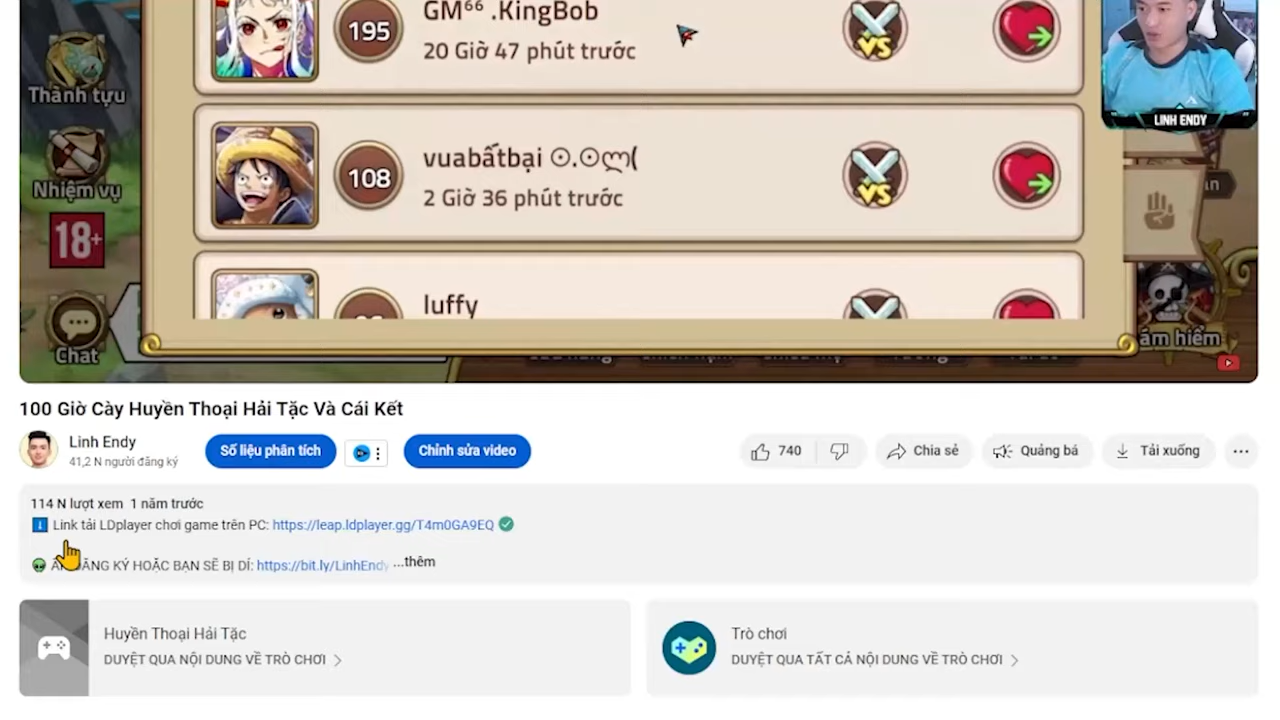 195
GM⁶⁶ .KingBob
20 Giờ 47 phút trước
VS
LINH ENDY
Thành tựu
108
vuabấtbại ⊙.⊙ლ(
2 Giờ 36 phút trước
VS
Nhiệm vụ
18+
luffy
Chat
ám hiểm
100 Giờ Cày Huyền Thoại Hải Tặc Và Cái Kết
Linh Endy
41,2 N người đăng ký
Số liệu phân tích
Chỉnh sửa video
740
Chia sẻ
Quảng bá
Tải xuống
114 N lượt xem 1 năm trước
Link tải LDplayer chơi game trên PC: https://leap.ldplayer.gg/T4m0GA9EQ
ĐĂNG KÝ HOẶC BẠN SẼ BỊ DÍ: https://bit.ly/LinhEndy ...thêm
Huyền Thoại Hải Tặc
DUYỆT QUA NỘI DUNG VỀ TRÒ CHƠI
Trò chơi
DUYỆT QUA TẤT CẢ NỘI DUNG VỀ TRÒ CHƠI